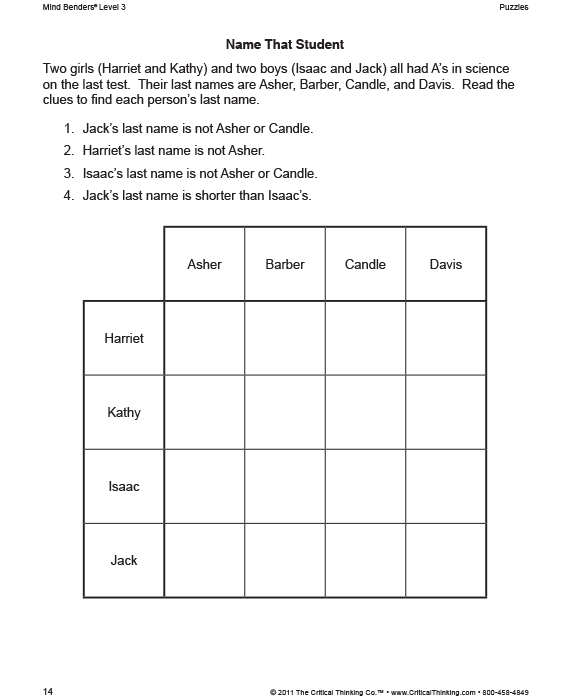 Mind Benders® Level 3
Puzzles
Name That Student
Two girls (Harriet and Kathy) and two boys (Isaac and Jack) all had A's in science
on the last test.  Their last names are Asher, Barber, Candle, and Davis.  Read the
clues to find each person's last name.
1. Jack's last name is not Asher or Candle.
2. Harriet's last name is not Asher.
3. Isaac's last name is not Asher or Candle.
4. Jack's last name is shorter than Isaac's.
Asher Barber Candle Davis
Harriet
Kathy
Isaac
Jack
14
© 2011 The Critical Thinking Co.™ • www.CriticalThinking.com • 800-458-4849